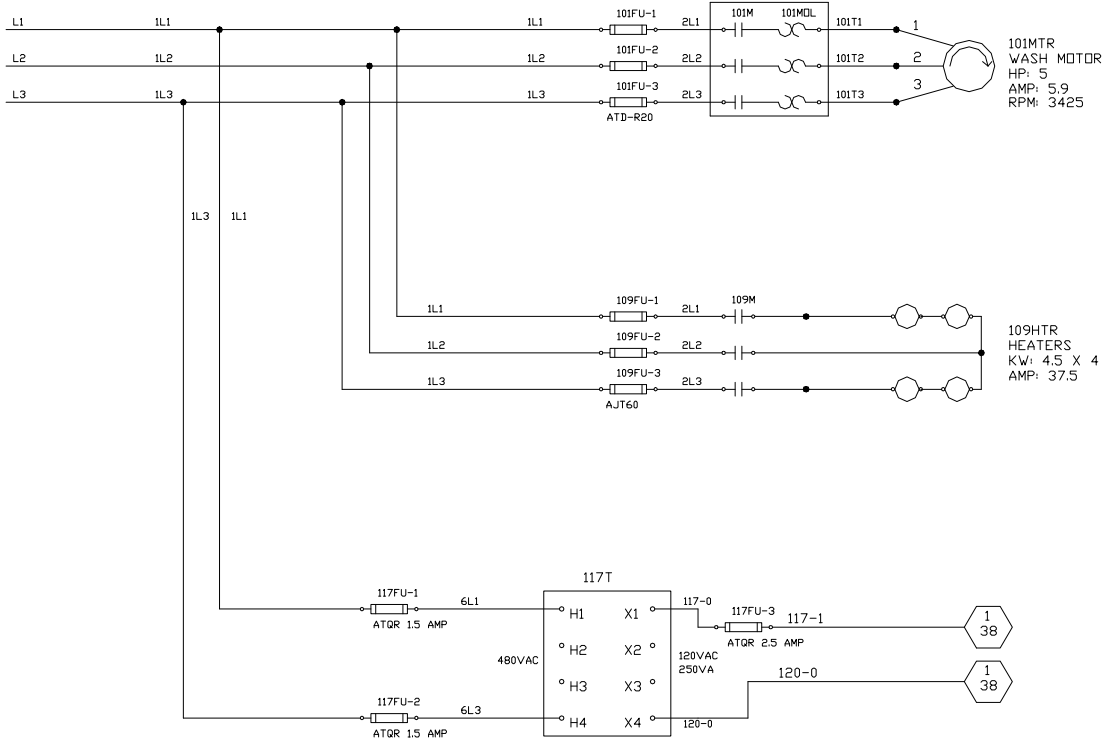 L1 1L1 1L1 101FU-1 2L1 101M 101MOL 101T1 1
L2 1L2 1L2 101FU-2 2L2 101T2 2
L3 1L3 1L3 101FU-3 2L3 101T3 3
ATD-R20
101MTR
WASH MOTOR
HP: 5
AMP: 5.9
RPM: 3425
1L3 1L1
1L1 109FU-1 2L1 109M
1L2 109FU-2 2L2
1L3 109FU-3 2L3
AJT60
109HTR
HEATERS
KW: 4.5 X 4
AMP: 37.5
117T
117FU-1 6L1
ATQR 1.5 AMP
H1 X1
H2 X2
H3 X3
H4 X4
480VAC
120VAC
250VA
117-0 117FU-3 117-1
ATQR 2.5 AMP
1
38
120-0
1
38
120-0
117FU-2 6L3
ATQR 1.5 AMP